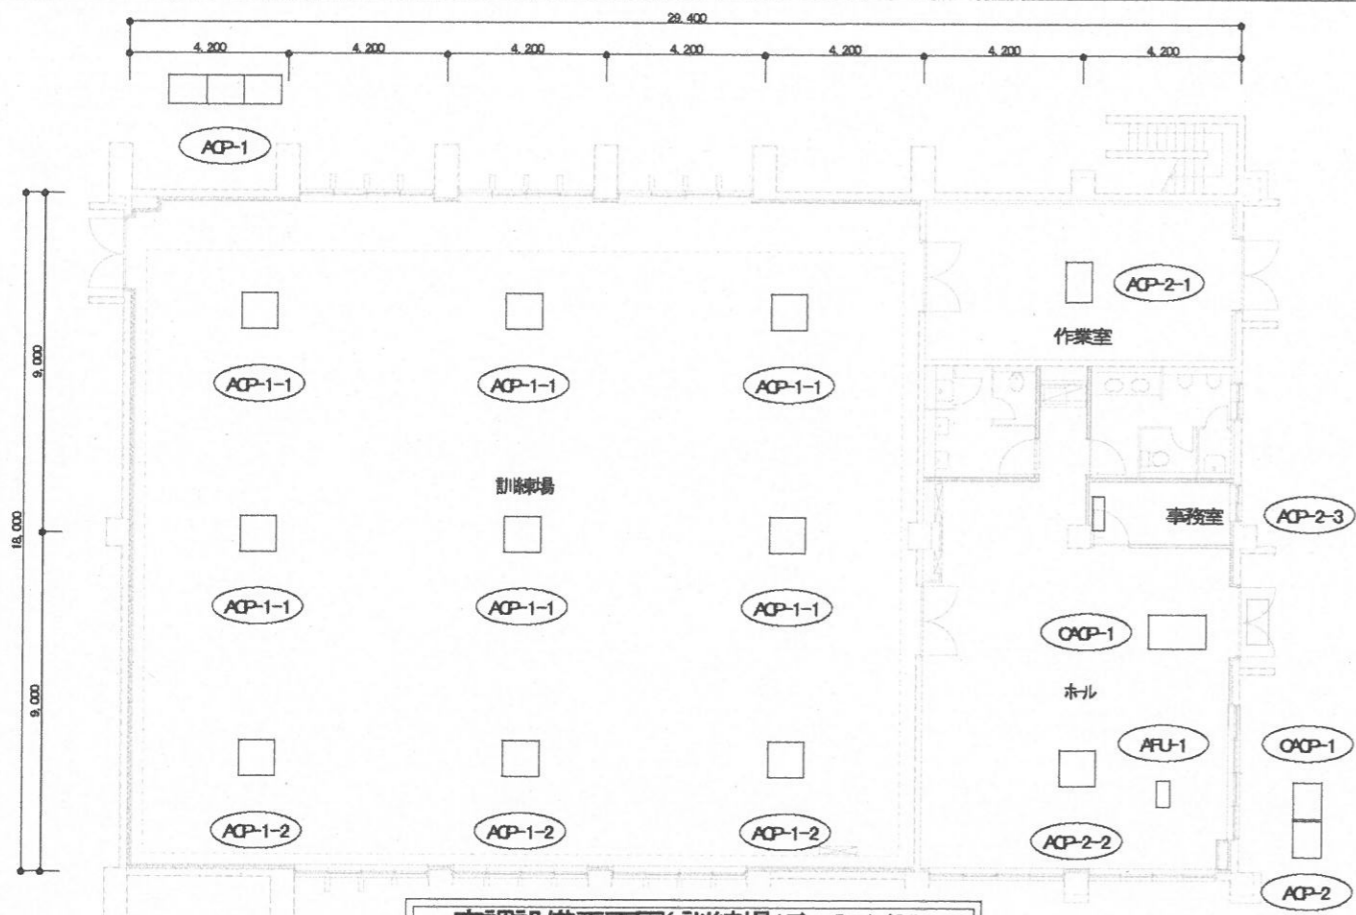 29,400
4,200
4,200
4,200
4,200
4,200
4,200
4,200
ACP-1
ACP-2-1
作業室
9,000
ACP-1-1
ACP-1-1
ACP-1-1
訓練場
事務室
ACP-2-3
18,000
ACP-1-1
ACP-1-1
ACP-1-1
OACP-1
ホール
9,000
AFU-1
OACP-1
ACP-1-2
ACP-1-2
ACP-1-2
ACP-2-2
ACP-2